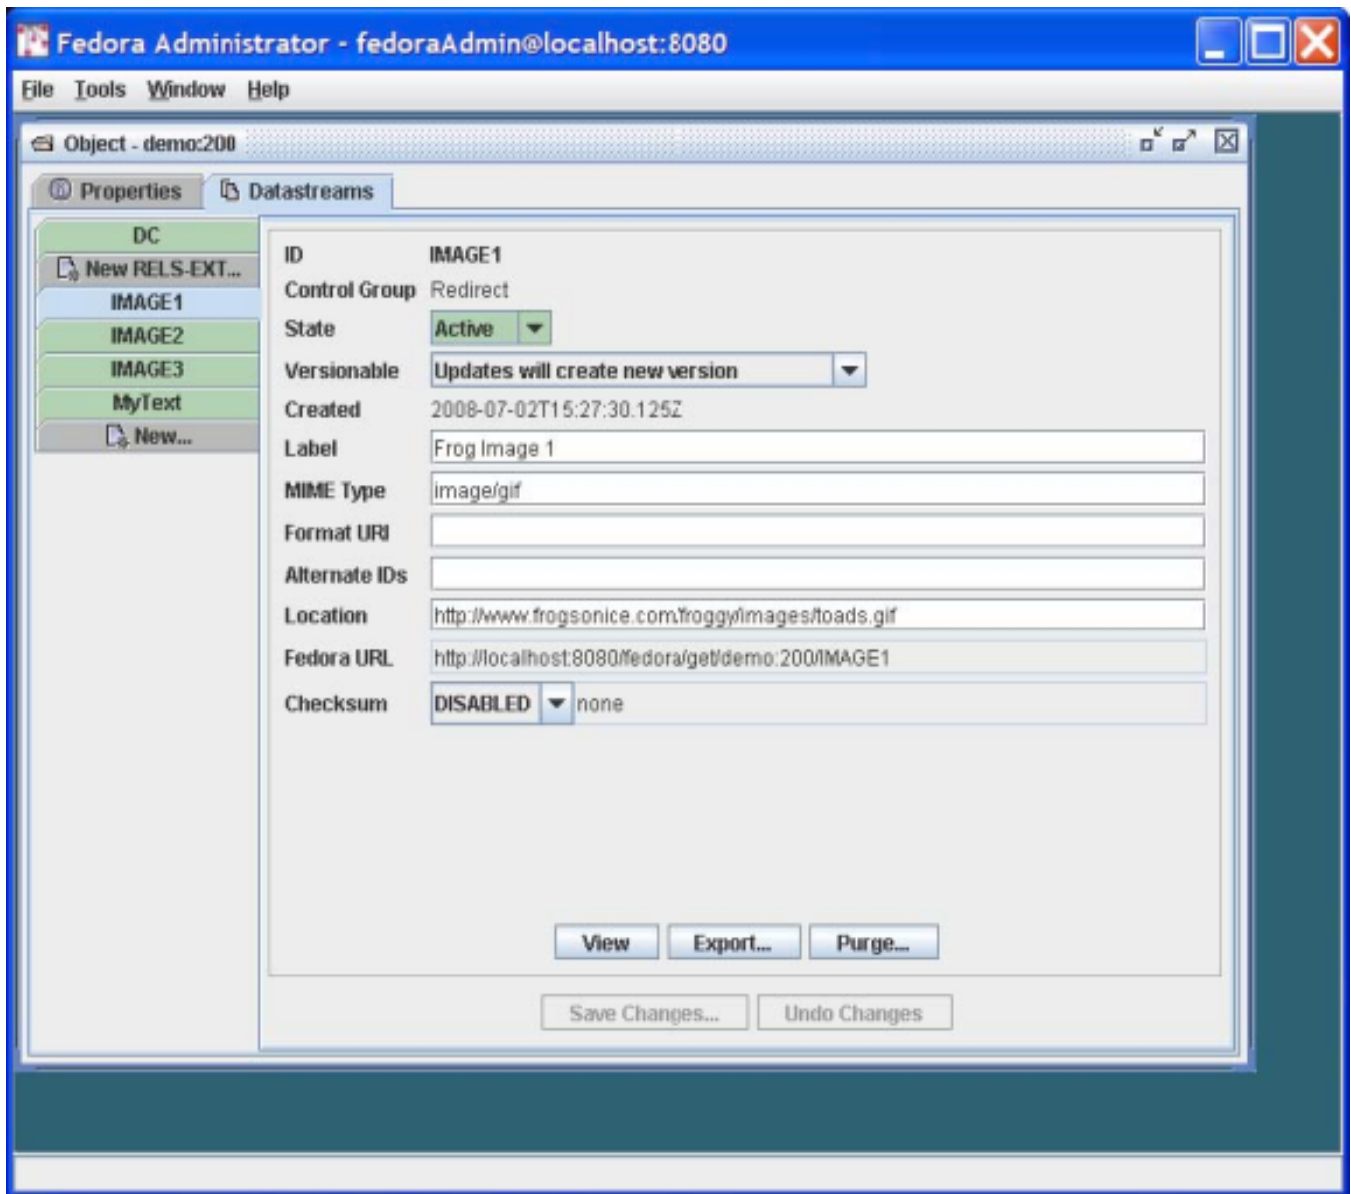 Fedora Administrator - fedoraAdmin@localhost:8080
File Tools Window Help
Object - demo:200
Properties Datastreams
DC
New RELS-EXT...
IMAGE1
IMAGE2
IMAGE3
MyText
New...
ID IMAGE1
Control Group Redirect
State Active
Versionable Updates will create new version
Created 2008-07-02T15:27:30.125Z
Label Frog Image 1
MIME Type image/gif
Format URI
Alternate IDs
Location http://www.frogsonice.com/froggy/images/toads.gif
Fedora URL http://localhost:8080/fedora/get/demo:200/IMAGE1
Checksum DISABLED none
View Export... Purge...
Save Changes... Undo Changes